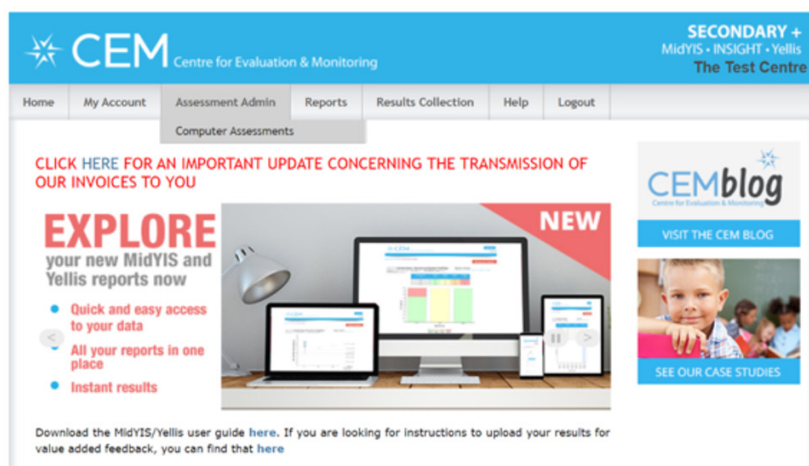 CEM Centre for Evaluation & Monitoring
SECONDARY +
MidYIS • INSIGHT • Yellis
The Test Centre
Home My Account Assessment Admin Reports Results Collection Help Logout
Computer Assessments
CLICK HERE FOR AN IMPORTANT UPDATE CONCERNING THE TRANSMISSION OF
OUR INVOICES TO YOU
EXPLORE
your new MidYIS and
Yellis reports now
Quick and easy access
to your data
All your reports in one
place
Instant results
NEW
CEMblog
Centre for Evaluation & Monitoring
VISIT THE CEM BLOG
SEE OUR CASE STUDIES
Download the MidYIS/Yellis user guide here. If you are looking for instructions to upload your results for
value added feedback, you can find that here